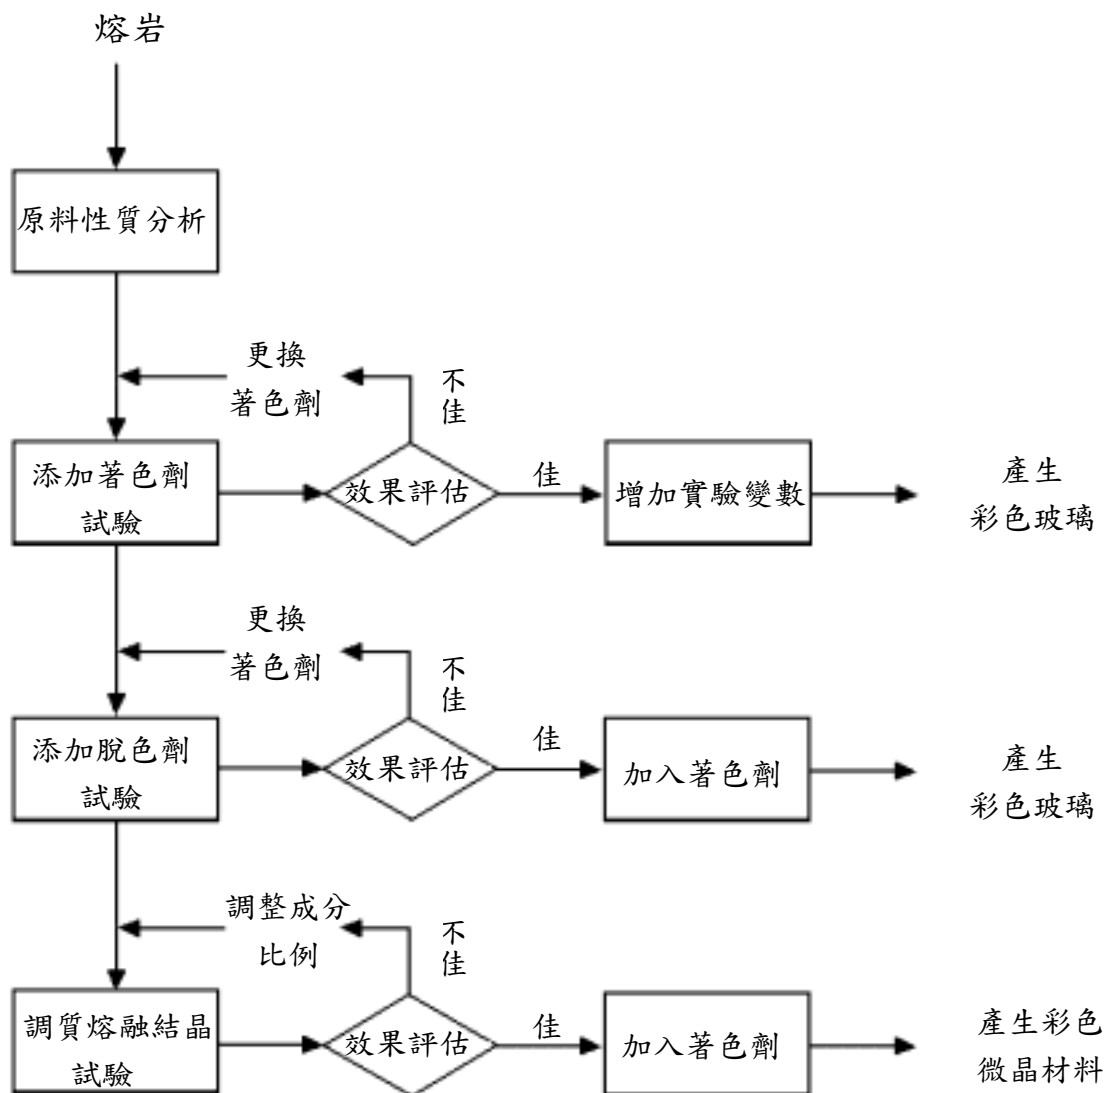 熔岩
原料性質分析
更換
著色劑
不
佳
添加著色劑
試驗
效果評估
佳
增加實驗變數
產生
彩色玻璃
更換
著色劑
不
佳
添加脫色劑
試驗
效果評估
佳
加入著色劑
產生
彩色玻璃
調整成分
比例
不
佳
調質熔融結晶
試驗
效果評估
佳
加入著色劑
產生彩色
微晶材料